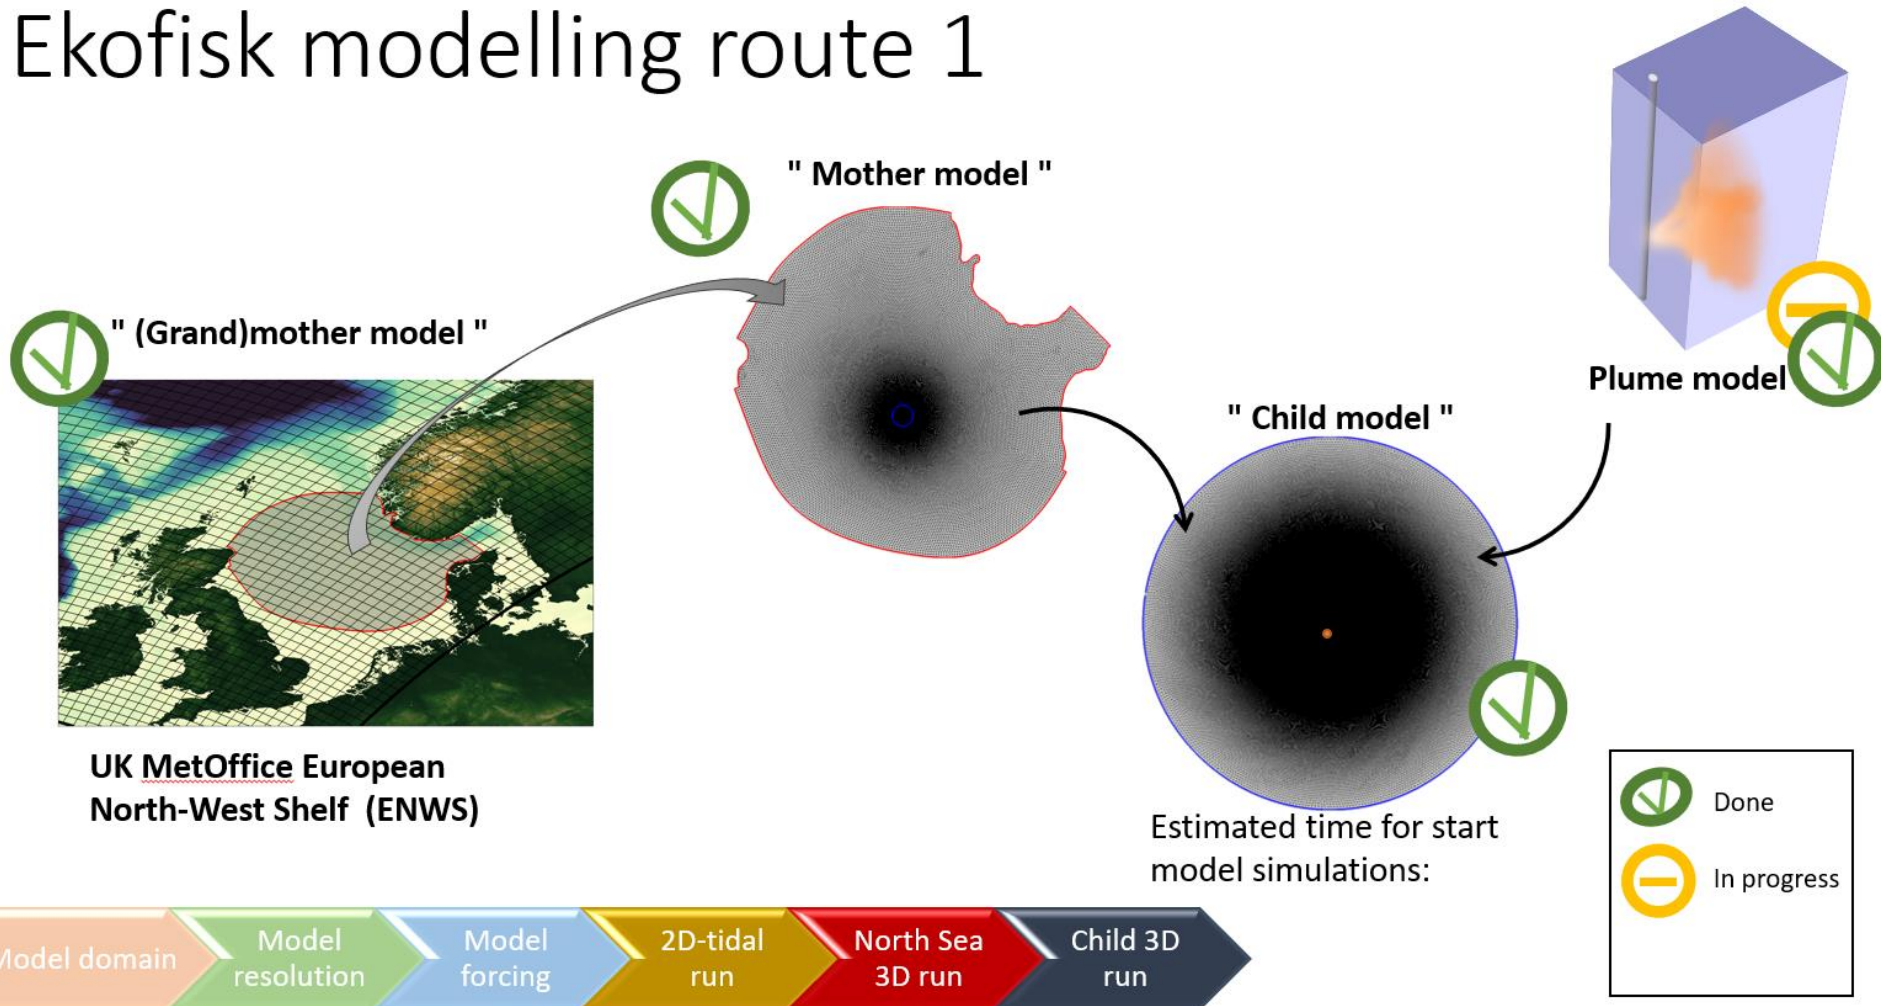 Ekofisk modelling route 1
" Mother model "
" (Grand)mother model "
Plume model
" Child model "
UK MetOffice European
North-West Shelf  (ENWS)
Estimated time for start
model simulations:
Done
In progress
Model domain
Model
resolution
Model
forcing
2D-tidal
run
North Sea
3D run
Child 3D
run